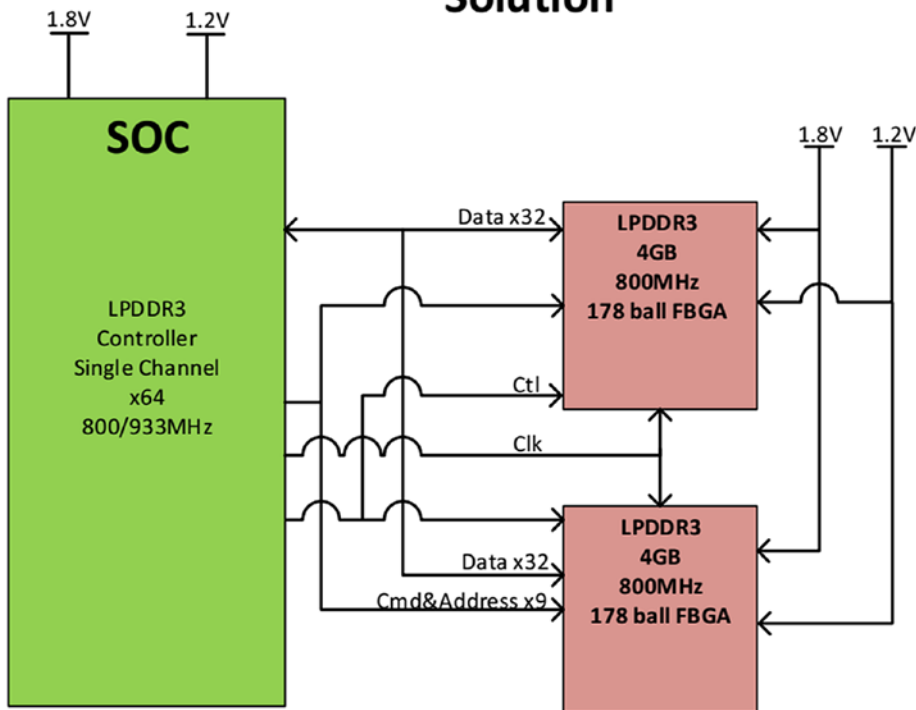 Solution
1.8V
1.2V
SOC
LPDDR3
Controller
Single Channel
x64
800/933MHz
1.8V
1.2V
Data x32
LPDDR3
4GB
800MHz
178 ball FBGA
Ctl
Clk
LPDDR3
4GB
800MHz
178 ball FBGA
Data x32
Cmd&Address x9